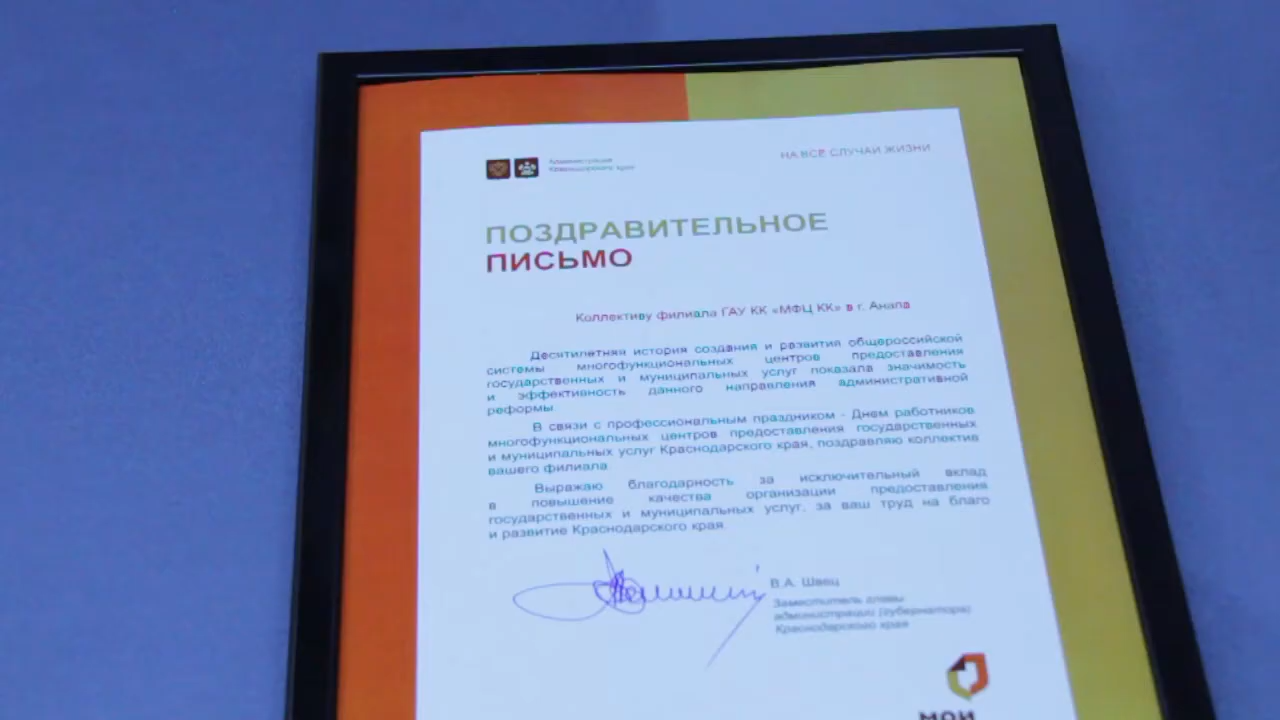 Администрация
Краснодарского края
НА ВСЕ СЛУЧАИ ЖИЗНИ
ПОЗДРАВИТЕЛЬНОЕ
ПИСЬМО
Коллективу филиала ГАУ КК «МФЦ КК» в г. Анапа
Десятилетняя история создания и развития общероссийской
системы многофункциональных центров предоставления
государственных и муниципальных услуг показала значимость
и эффективность данного направления административной
реформы.
В связи с профессиональным праздником - Днем работников
многофункциональных центров предоставления государственных
и муниципальных услуг Краснодарского края, поздравляю коллектив
вашего филиала.
Выражаю благодарность за исключительный вклад
в повышение качества организации предоставления
государственных и муниципальных услуг, за ваш труд на благо
и развитие Краснодарского края.
В.А. Швец
Заместитель главы
администрации (губернатора)
Краснодарского края
МОИ